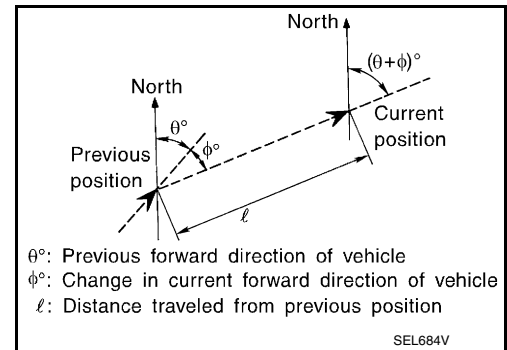 North
(θ+ϕ)°
North
θ°
ϕ°
Current
position
Previous
position
ℓ
θ°: Previous forward direction of vehicle
ϕ°: Change in current forward direction of vehicle
ℓ: Distance traveled from previous position
SEL684V